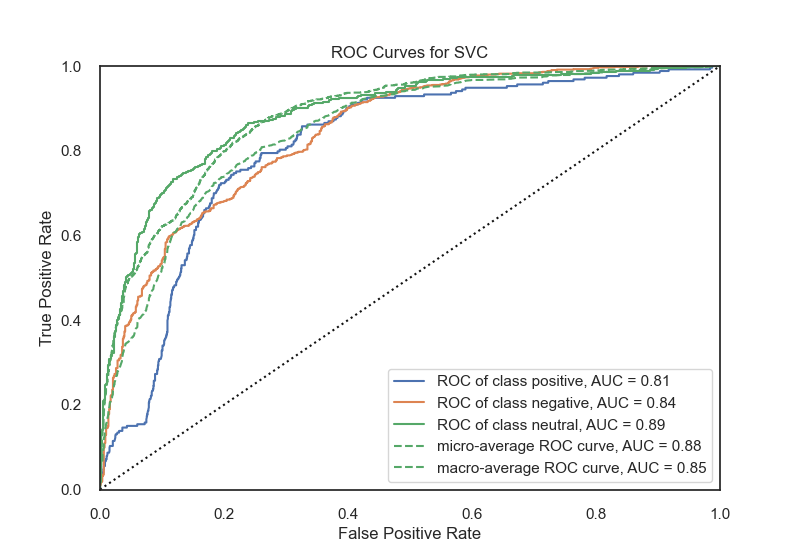 ROC Curves for SVC
1.0
0.8
0.6
0.4
0.2
0.0
True Positive Rate
ROC of class positive, AUC = 0.81
ROC of class negative, AUC = 0.84
ROC of class neutral, AUC = 0.89
micro-average ROC curve, AUC = 0.88
macro-average ROC curve, AUC = 0.85
0.0 0.2 0.4 0.6 0.8 1.0
False Positive Rate